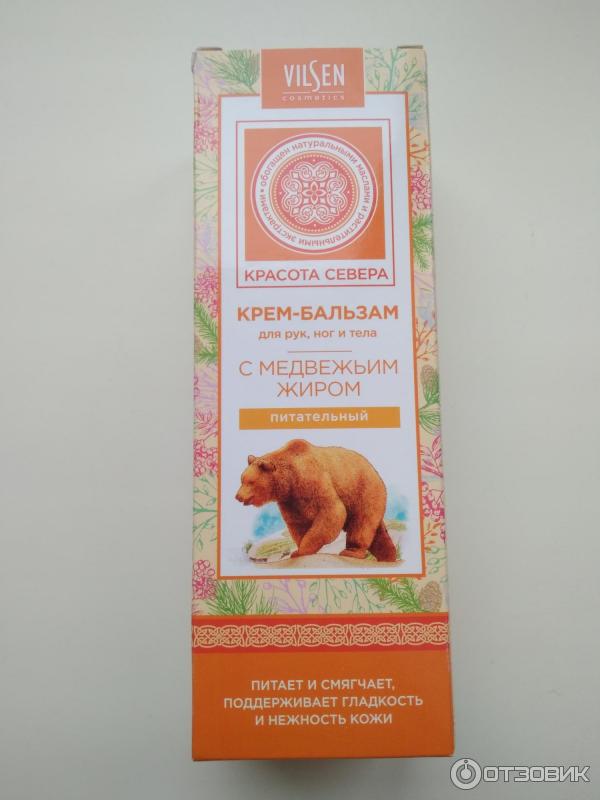 VILSEN
cosmetics
обогащен натуральными маслами и растительными экстрактами •
КРАСОТА СЕВЕРА
КРЕМ-БАЛЬЗАМ
для рук, ног и тела
С МЕДВЕЖЬИМ
ЖИРОМ
питательный
ПИТАЕТ И СМЯГЧАЕТ,
ПОДДЕРЖИВАЕТ ГЛАДКОСТЬ
И НЕЖНОСТЬ КОЖИ
ОТЗОВИК